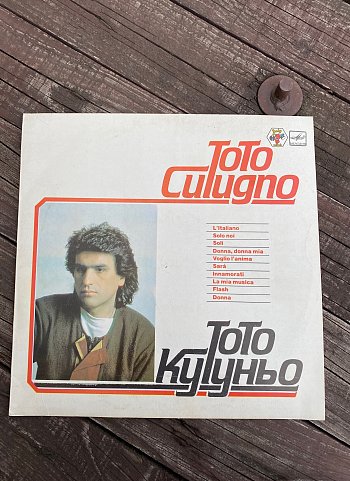 ToTo
Cutugno
L'italiano
Solo noi
Soli
Donna, donna mia
Voglio l'anima
Sarà
Innamorati
La mia musica
Flash
Donna
ТоТо
Кутуньо